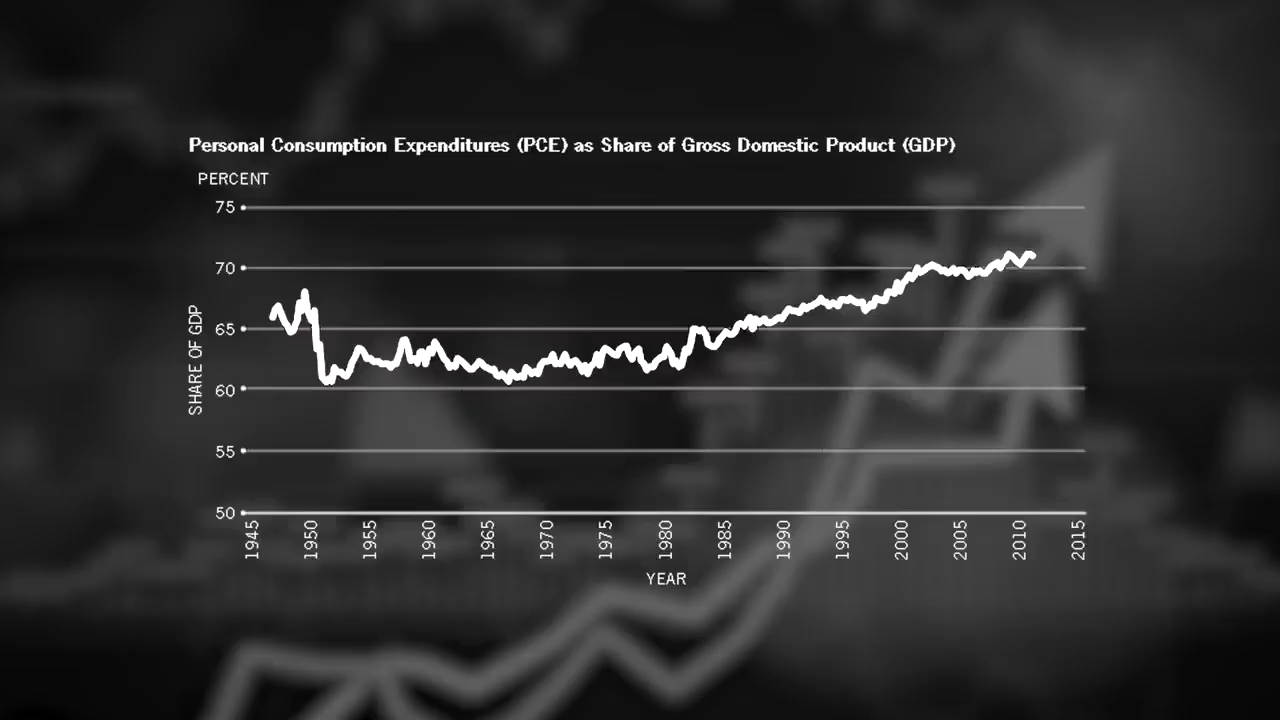 Personal Consumption Expenditures (PCE) as Share of Gross Domestic Product (GDP)
PERCENT
75
70
65
60
55
50
SHARE OF GDP
1945 1950 1955 1960 1965 1970 1975 1980 1985 1990 1995 2000 2005 2010 2015
YEAR